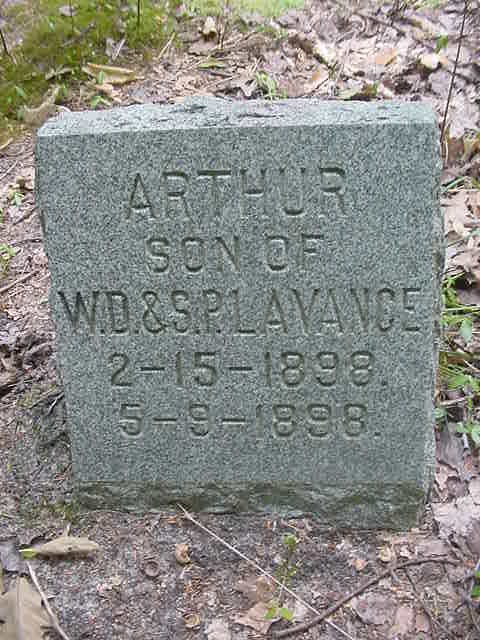 ARTHUR
SON OF
W.D.&S.P.LAVANCE
2-15-1898.
5-9-1898.